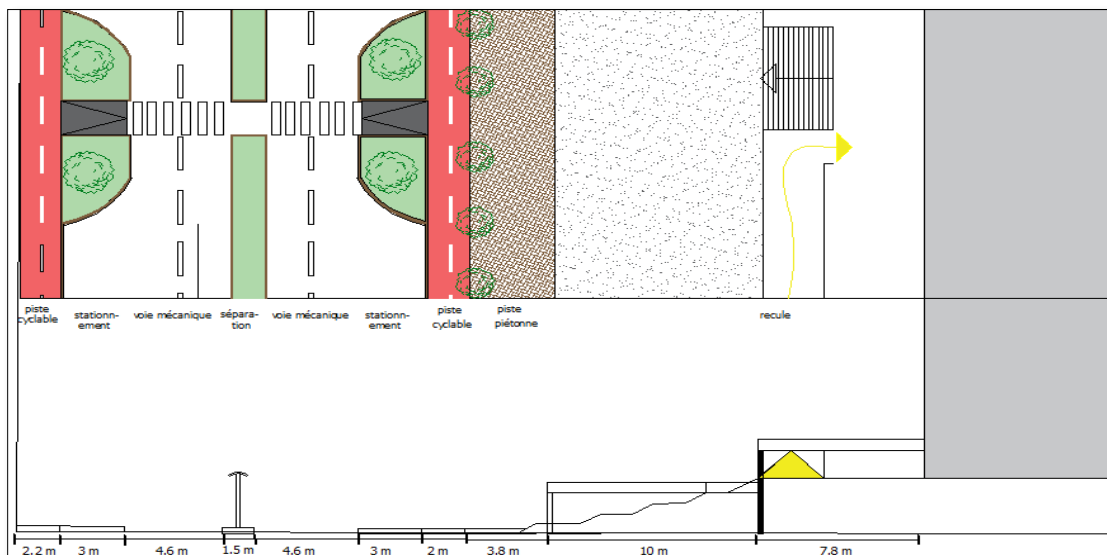 piste
cyclable
stationn-
ement
voie mécanique
sépara-
tion
voie mécanique
stationn-
ement
piste
cyclable
piste
piétonne
recule
2.2 m
3 m
4.6 m
1.5 m
4.6 m
3 m
2 m
3.8 m
10 m
7.8 m